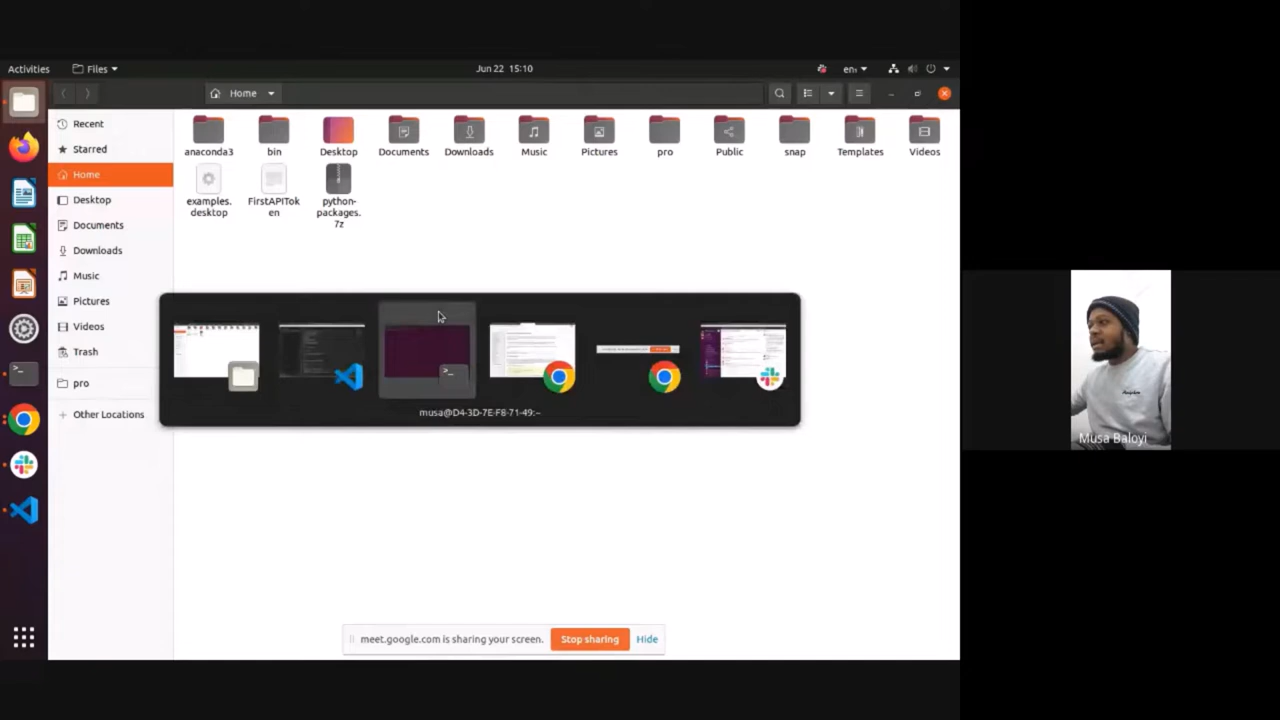 Activities Files Jun 22 15:10 en₁
Home
Recent
Starred
Home
Desktop
Documents
Downloads
Music
Pictures
Videos
Trash
pro
Other Locations
anaconda3 bin Desktop Documents Downloads Music Pictures pro Public snap Templates Videos
examples.
desktop
FirstAPITok
en
python-
packages.
7z
musa@D4-3D-7E-F8-71-49:~
meet.google.com is sharing your screen. Stop sharing Hide
Musa Baloyi